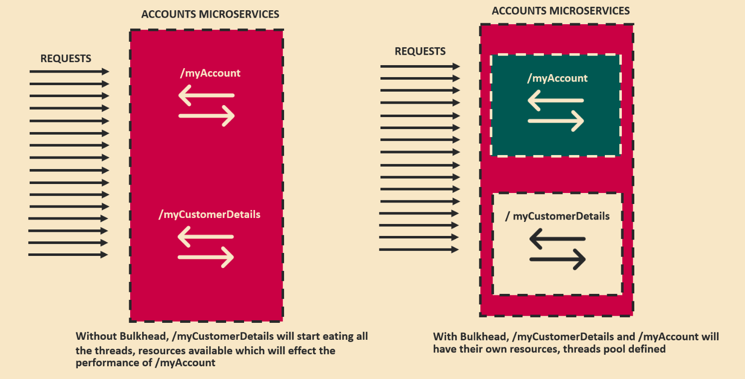 ACCOUNTS MICROSERVICES
REQUESTS
/myAccount
/myCustomerDetails
Without Bulkhead, /myCustomerDetails will start eating all
the threads, resources available which will effect the
performance of /myAccount
ACCOUNTS MICROSERVICES
REQUESTS
/myAccount
/ myCustomerDetails
With Bulkhead, /myCustomerDetails and /myAccount will
have their own resources, threads pool defined